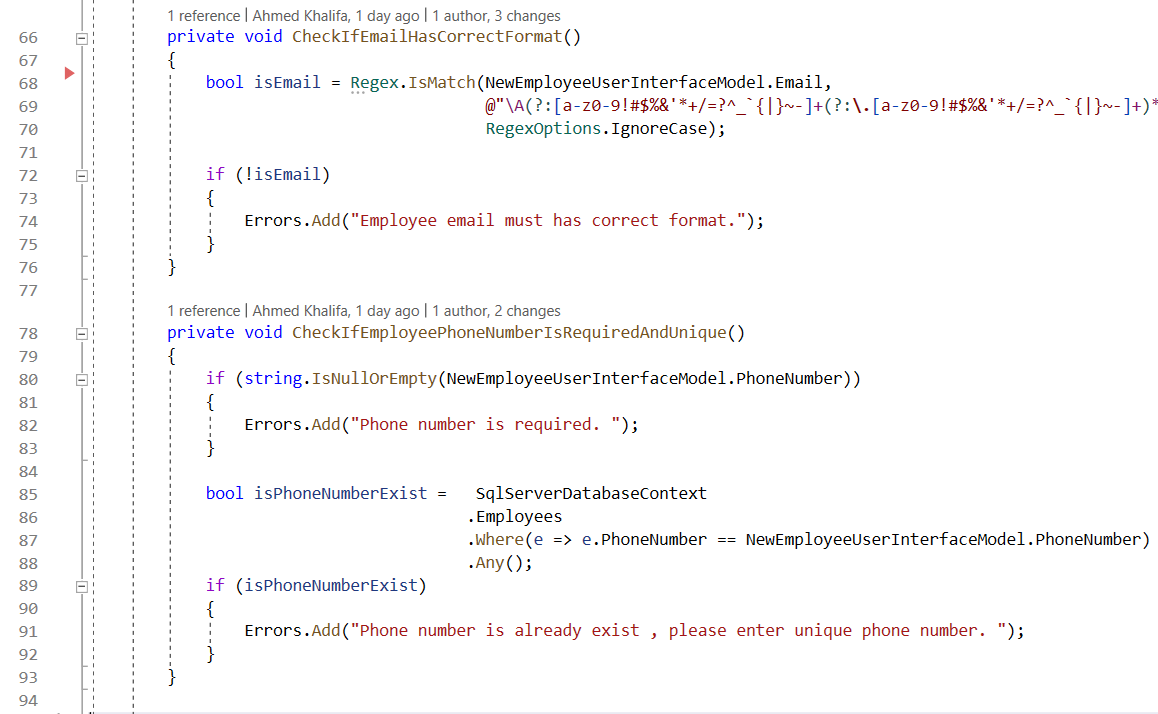 1 reference | Ahmed Khalifa, 1 day ago | 1 author, 3 changes
66 private void CheckIfEmailHasCorrectFormat()
67 {
68 bool isEmail = Regex.IsMatch(NewEmployeeUserInterfaceModel.Email,
69 @"\A(?:[a-z0-9!#$%&'*+/=?^_`{|}~-]+(?:\.[a-z0-9!#$%&'*+/=?^_`{|}~-]+)*
70 RegexOptions.IgnoreCase);
71
72 if (!isEmail)
73 {
74 Errors.Add("Employee email must has correct format.");
75 }
76 }
77
1 reference | Ahmed Khalifa, 1 day ago | 1 author, 2 changes
78 private void CheckIfEmployeePhoneNumberIsRequiredAndUnique()
79 {
80 if (string.IsNullOrEmpty(NewEmployeeUserInterfaceModel.PhoneNumber))
81 {
82 Errors.Add("Phone number is required. ");
83 }
84
85 bool isPhoneNumberExist = SqlServerDatabaseContext
86 .Employees
87 .Where(e => e.PhoneNumber == NewEmployeeUserInterfaceModel.PhoneNumber)
88 .Any();
89 if (isPhoneNumberExist)
90 {
91 Errors.Add("Phone number is already exist , please enter unique phone number. ");
92 }
93 }
94